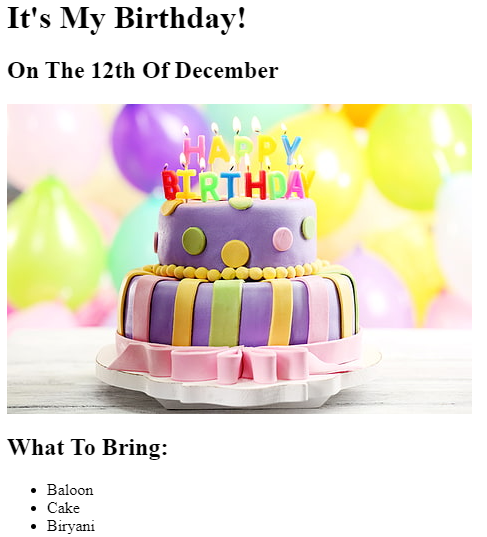 It's My Birthday!
On The 12th Of December
HAPPY
BIRTHDAY
What To Bring:
Baloon
Cake
Biryani